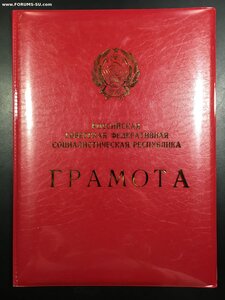 www.FORUMS-SU.com
РОССИЙСКАЯ
СОВЕТСКАЯ ФЕДЕРАТИВНАЯ
СОЦИАЛИСТИЧЕСКАЯ РЕСПУБЛИКА
ГРАМОТА